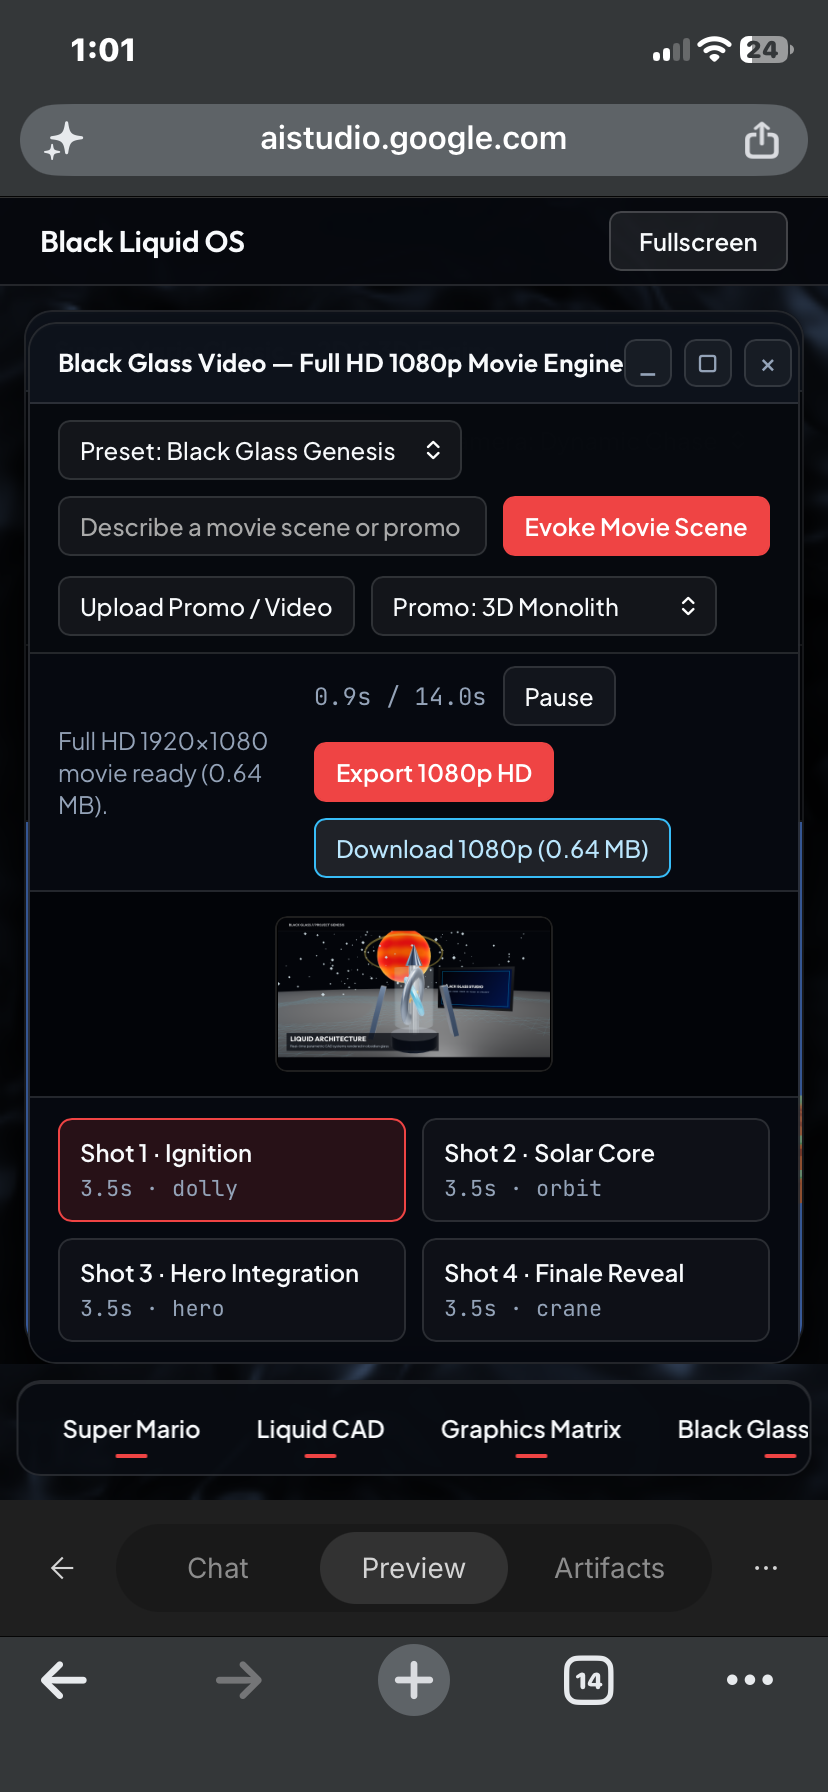 1:01
24
aistudio.google.com
Black Liquid OS
Fullscreen
Black Glass Video — Full HD 1080p Movie Engine
Preset: Black Glass Genesis
Describe a movie scene or promo
Evoke Movie Scene
Upload Promo / Video
Promo: 3D Monolith
0.9s / 14.0s
Pause
Full HD 1920×1080
movie ready (0.64
MB).
Export 1080p HD
Download 1080p (0.64 MB)
LIQUID ARCHITECTURE
Shot 1 · Ignition
3.5s · dolly
Shot 2 · Solar Core
3.5s · orbit
Shot 3 · Hero Integration
3.5s · hero
Shot 4 · Finale Reveal
3.5s · crane
Super Mario
Liquid CAD
Graphics Matrix
Black Glass
Chat
Preview
Artifacts
14